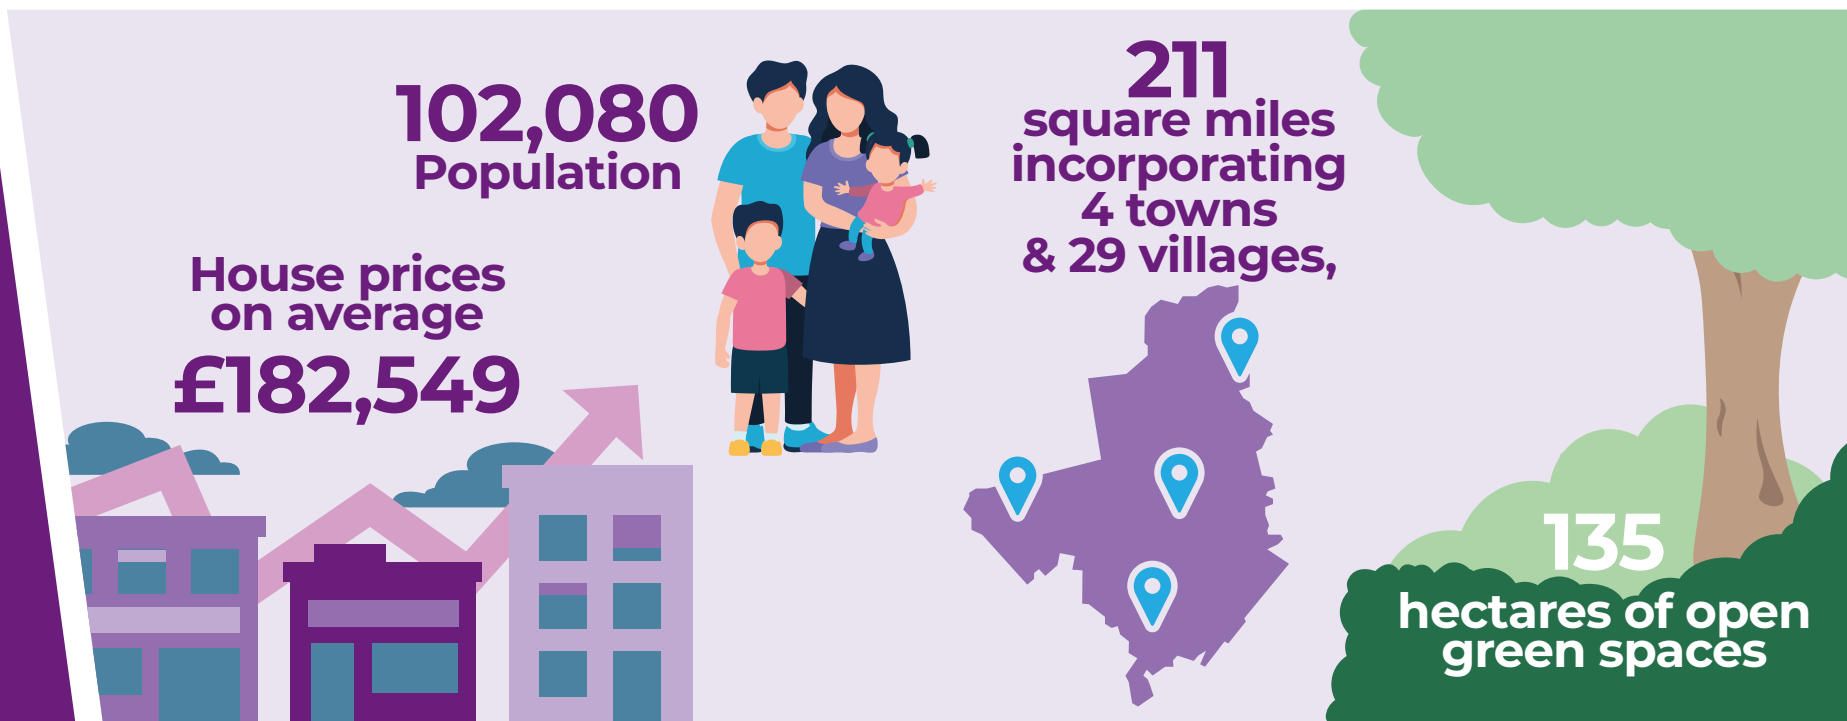 102,080
Population
House prices
on average
£182,549
211
square miles
incorporating
4 towns
& 29 villages,
135
hectares of open
green spaces